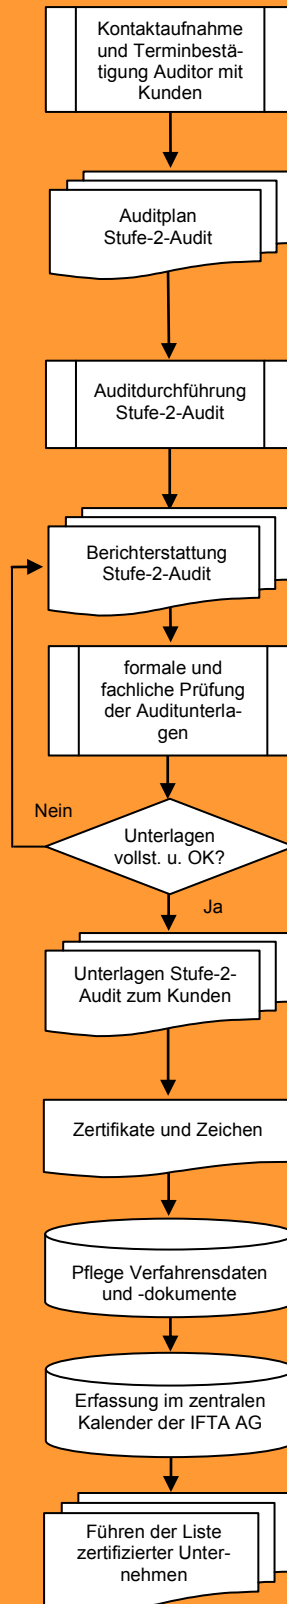 Kontaktaufnahme
und Terminbestä-
tigung Auditor mit
Kunden
Auditplan
Stufe-2-Audit
Auditdurchführung
Stufe-2-Audit
Berichterstattung
Stufe-2-Audit
formale und
fachliche Prüfung
der Auditunterla-
gen
Nein
Unterlagen
vollst. u. OK?
Ja
Unterlagen Stufe-2-
Audit zum Kunden
Zertifikate und Zeichen
Pflege Verfahrensdaten
und -dokumente
Erfassung im zentralen
Kalender der IFTA AG
Führen der Liste
zertifizierter Unter-
nehmen